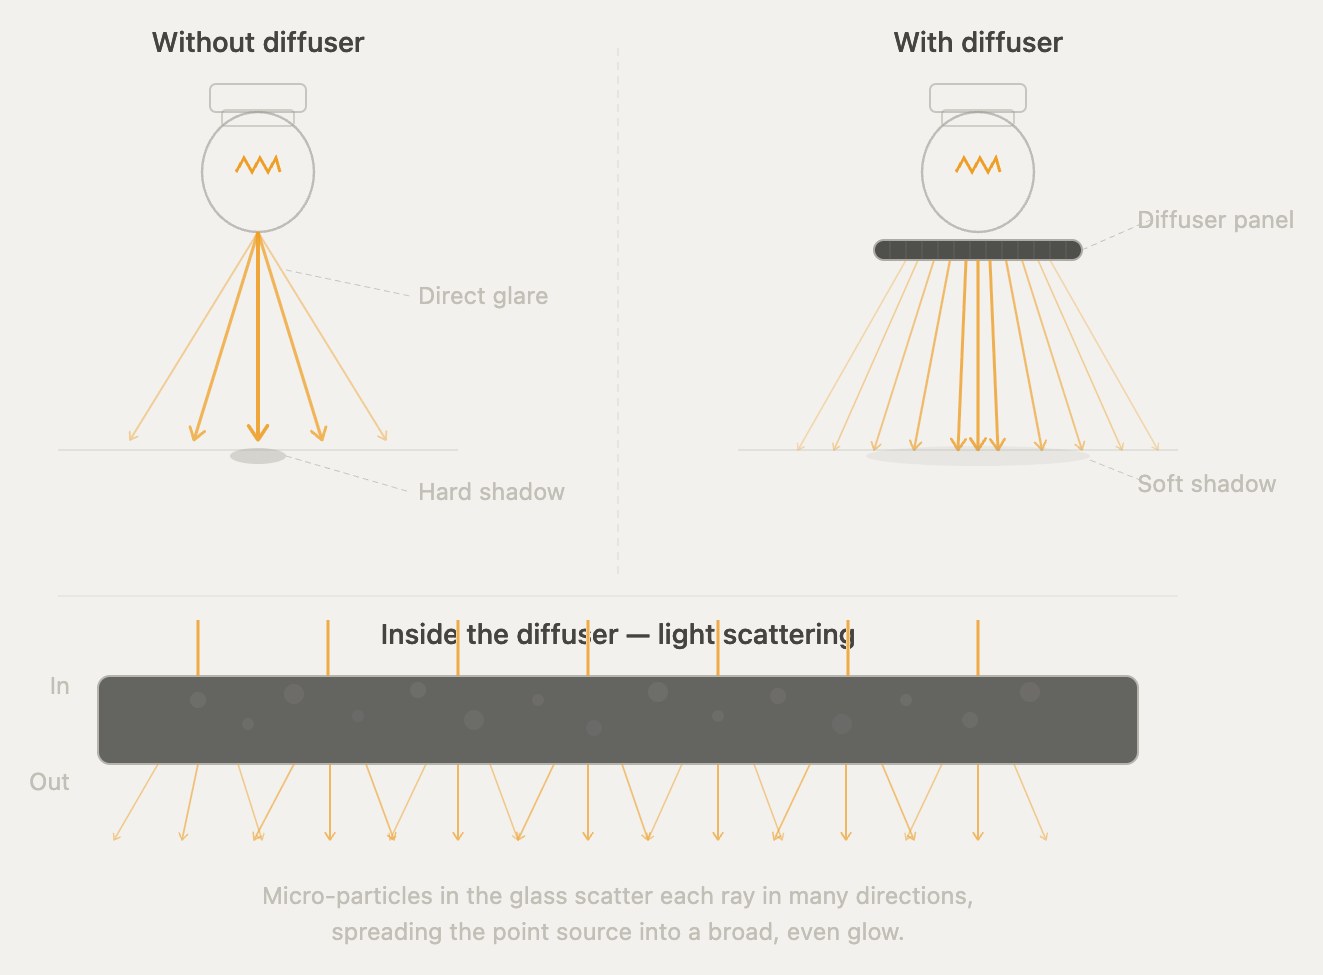 Without diffuser
With diffuser
Diffuser panel
Direct glare
Hard shadow
Soft shadow
Inside the diffuser — light scattering
In
Out
Micro-particles in the glass scatter each ray in many directions,
spreading the point source into a broad, even glow.